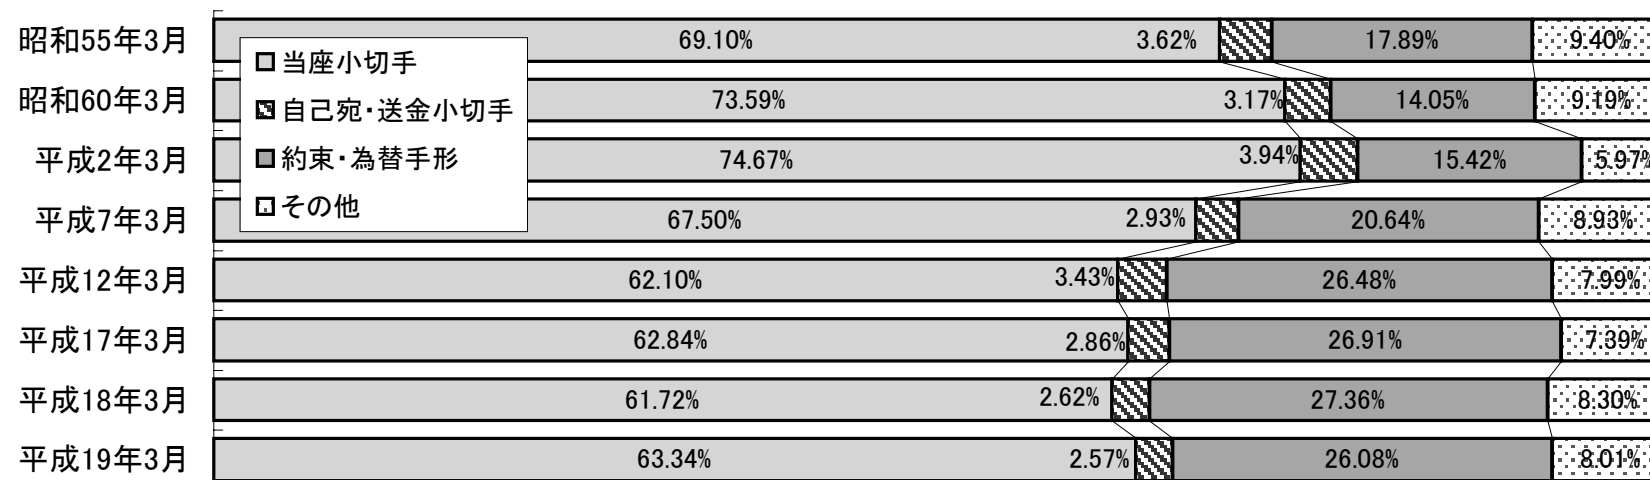 昭和55年3月 69.10% 3.62% 17.89% 9.40%
当座小切手
昭和60年3月 73.59% 3.17% 14.05% 9.19%
自己宛・送金小切手
平成2年3月 74.67% 3.94% 15.42% 5.97%
約束・為替手形
平成7年3月 67.50% 2.93% 20.64% 8.93%
その他
平成12年3月 62.10% 3.43% 26.48% 7.99%
平成17年3月 62.84% 2.86% 26.91% 7.39%
平成18年3月 61.72% 2.62% 27.36% 8.30%
平成19年3月 63.34% 2.57% 26.08% 8.01%